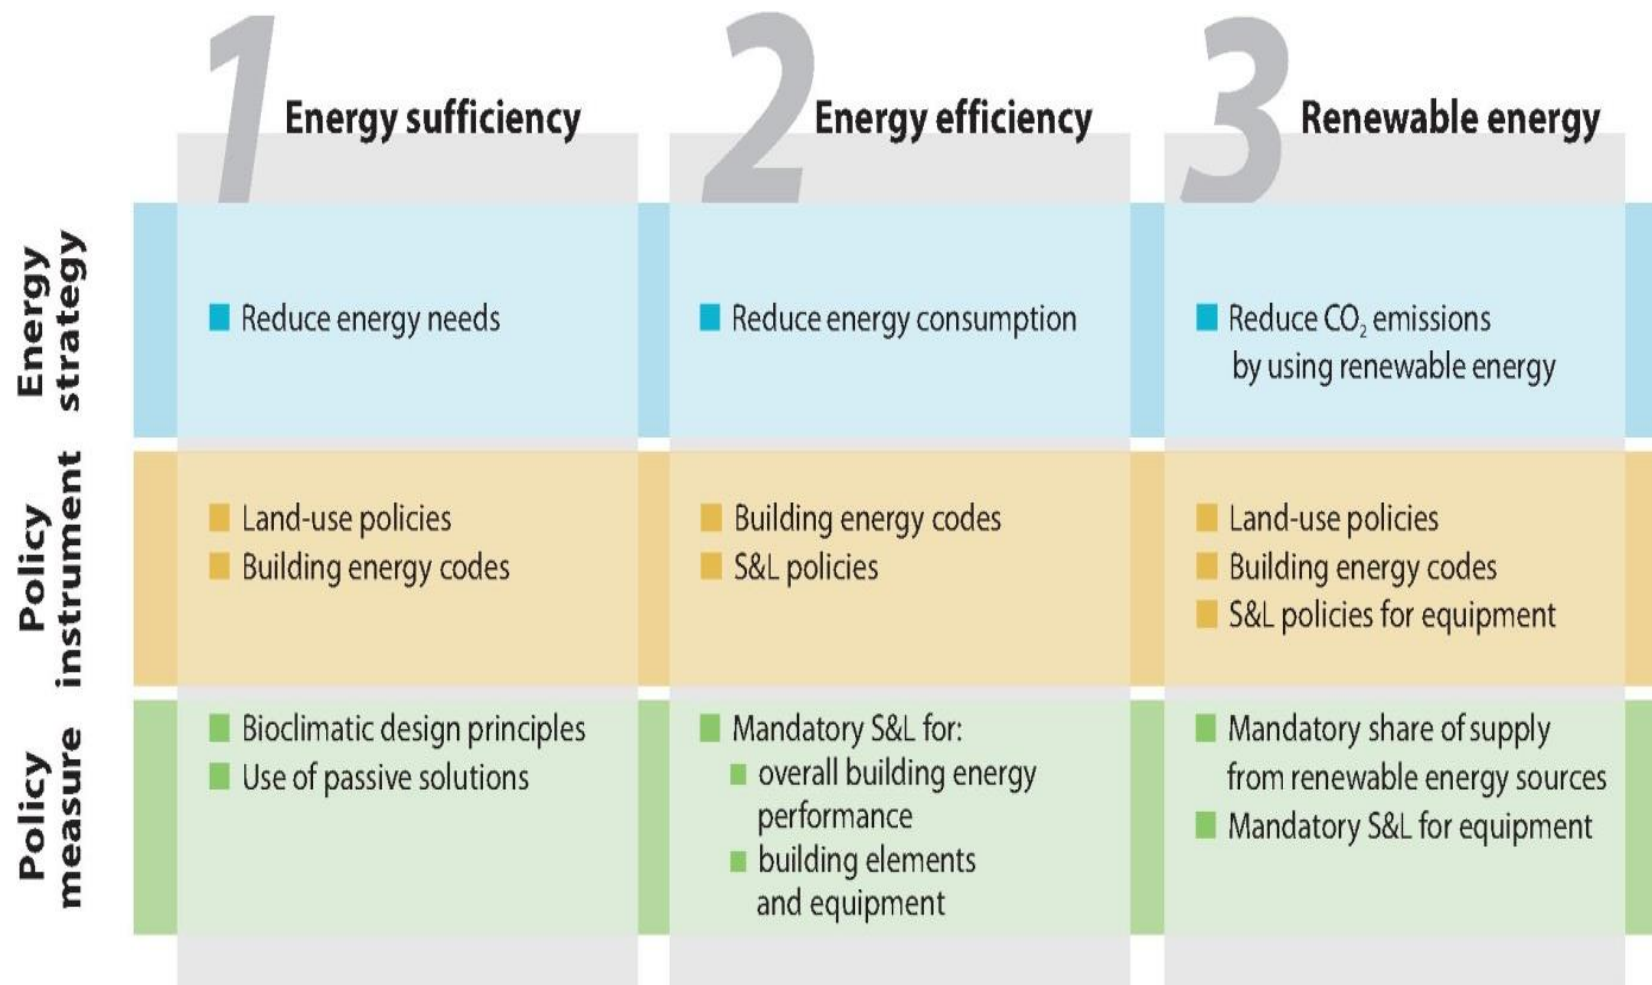 1 Energy sufficiency
2 Energy efficiency
3 Renewable energy
Energy
strategy
Reduce energy needs
Reduce energy consumption
Reduce CO₂ emissions
by using renewable energy
Policy
instrument
Land-use policies
Building energy codes
Building energy codes
S&L policies
Land-use policies
Building energy codes
S&L policies for equipment
Policy
measure
Bioclimatic design principles
Use of passive solutions
Mandatory S&L for:
overall building energy
performance
building elements
and equipment
Mandatory share of supply
from renewable energy sources
Mandatory S&L for equipment